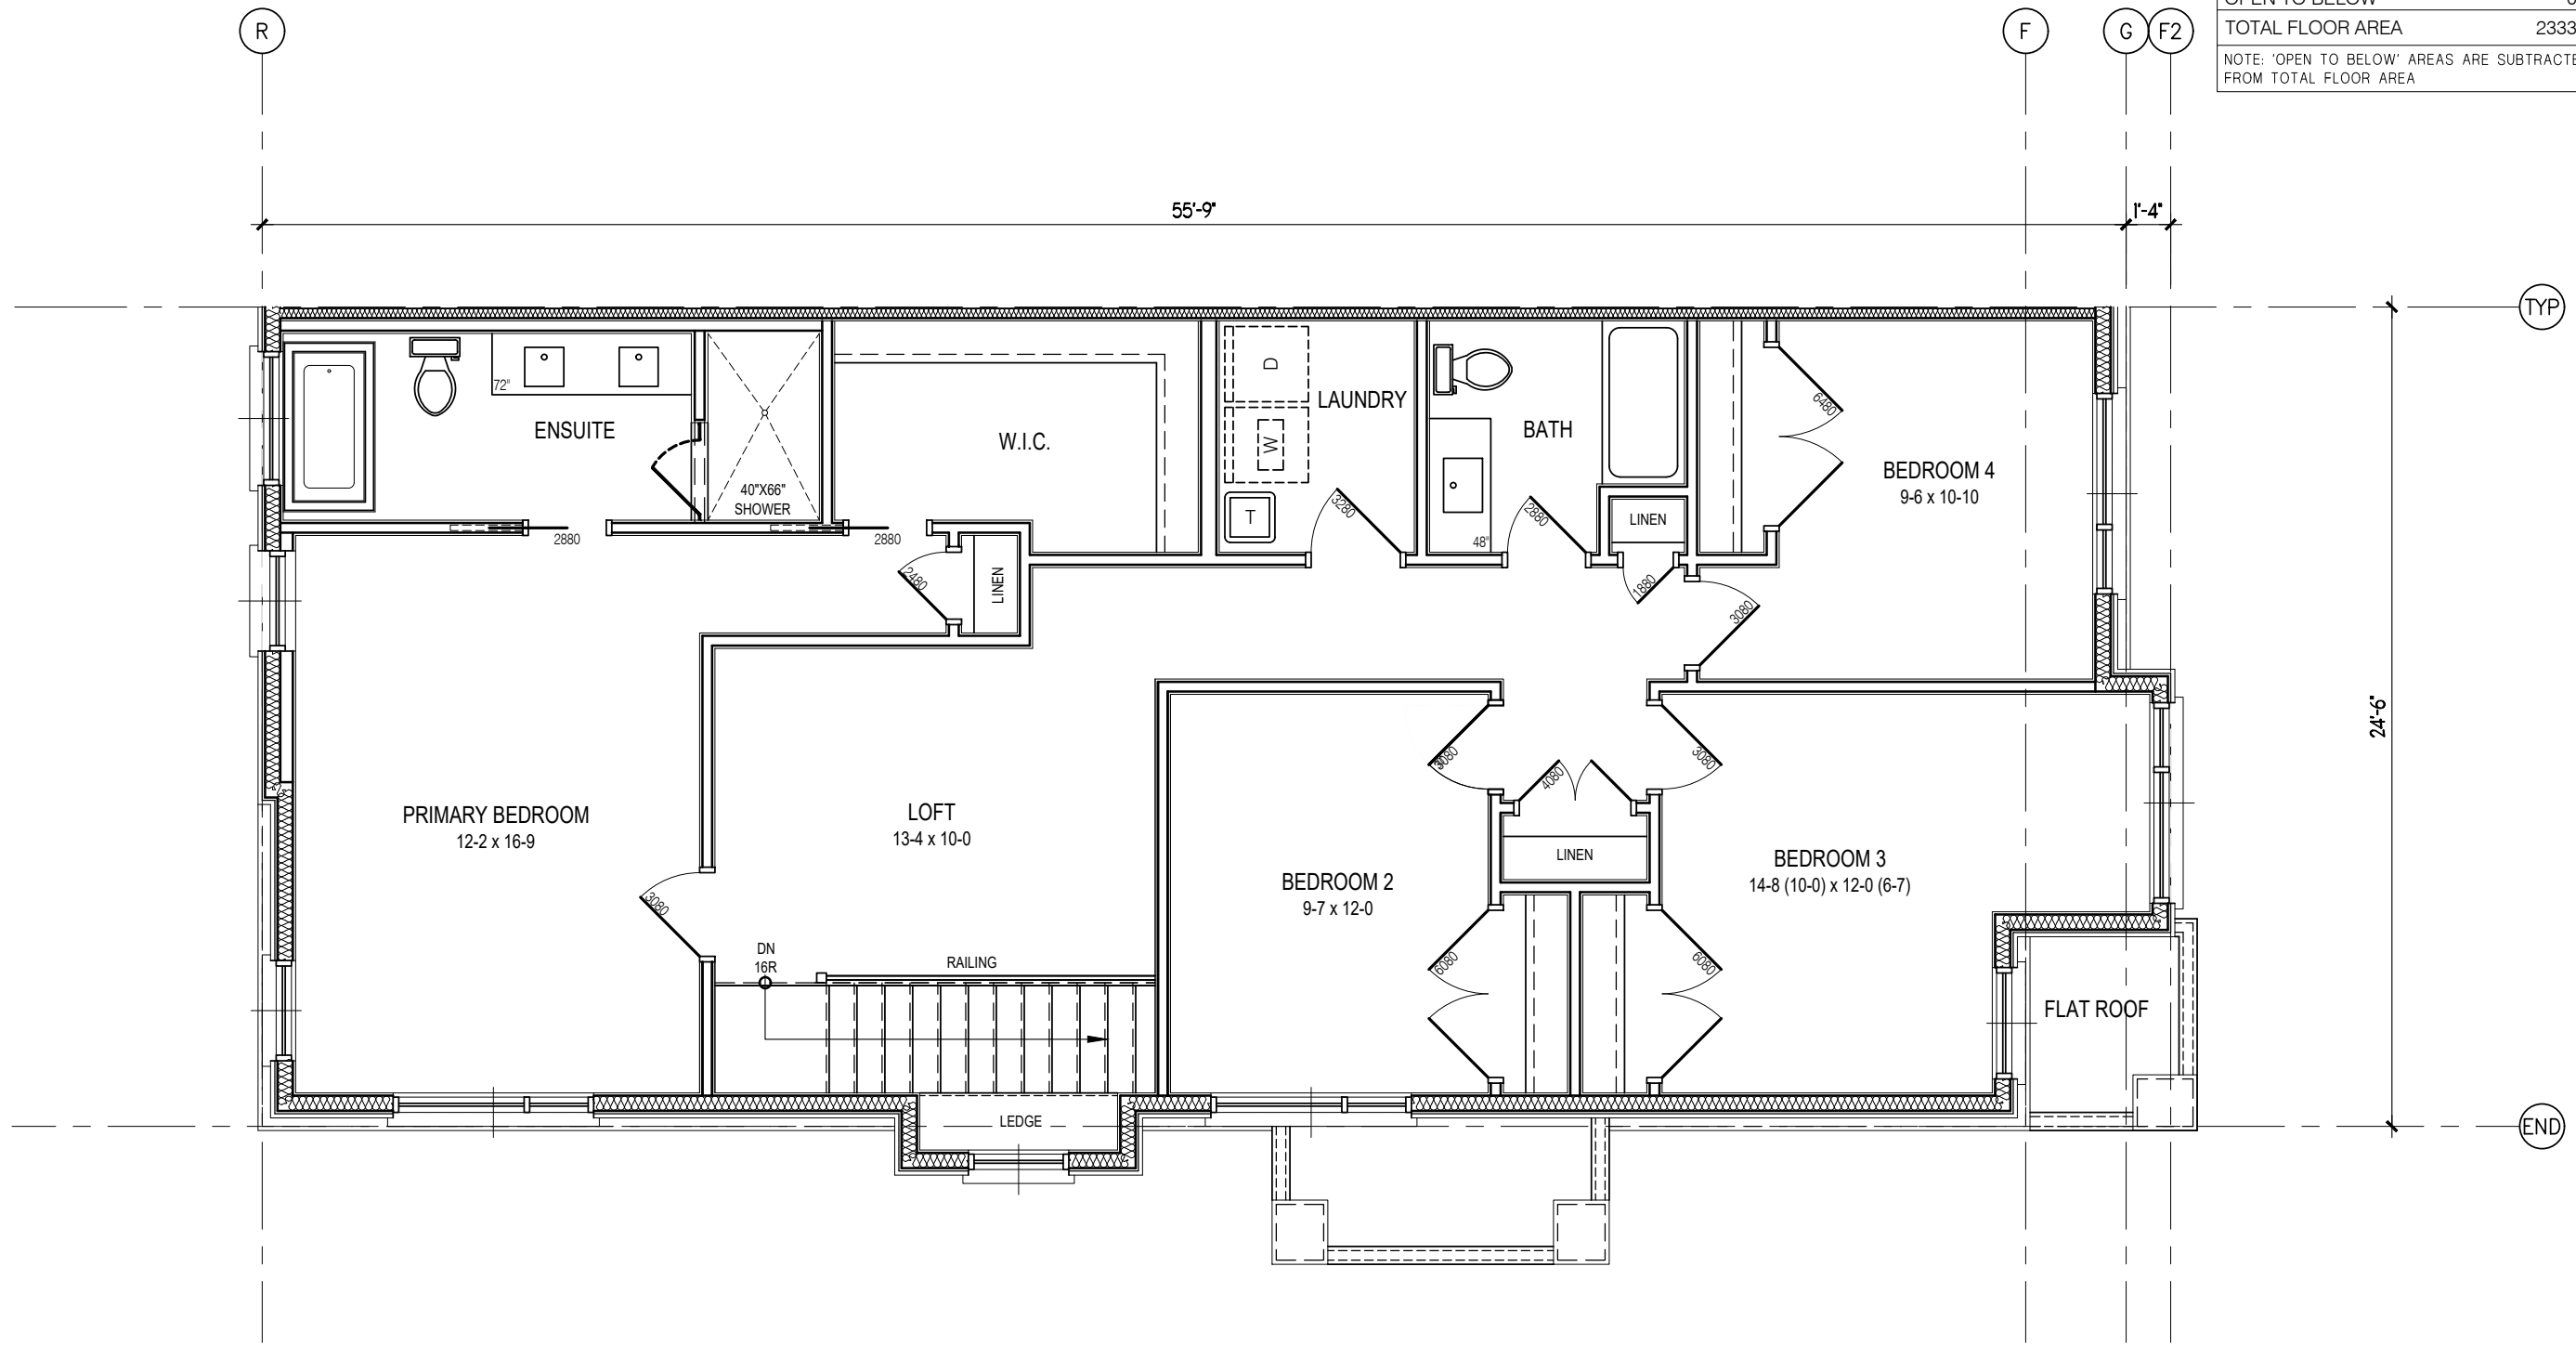 R
F
G
F2
TOTAL FLOOR AREA 2333
NOTE: 'OPEN TO BELOW' AREAS ARE SUBTRACTE
FROM TOTAL FLOOR AREA
55'-9"
1'-4"
TYP
24'-6"
END
72"
ENSUITE
40"X66"
SHOWER
2880
2880
W.I.C.
2480
LINEN
D
W
T
LAUNDRY
3280
BATH
48"
2880
LINEN
1880
6480
BEDROOM 4
9-6 x 10-10
3080
PRIMARY BEDROOM
12-2 x 16-9
3080
LOFT
13-4 x 10-0
DN
16R
RAILING
LEDGE
BEDROOM 2
9-7 x 12-0
3080
4080
LINEN
6080
3080
BEDROOM 3
14-8 (10-0) x 12-0 (6-7)
6080
FLAT ROOF